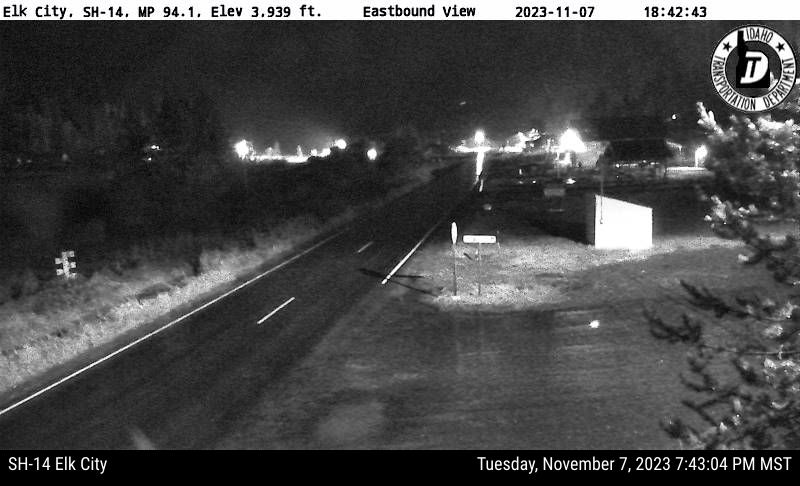 Elk City, SH-14, MP 94.1, Elev 3,939 ft. Eastbound View 2023-11-07 18:42:43
IDAHO
TRANSPORTATION DEPARTMENT
SH-14 Elk City Tuesday, November 7, 2023 7:43:04 PM MST